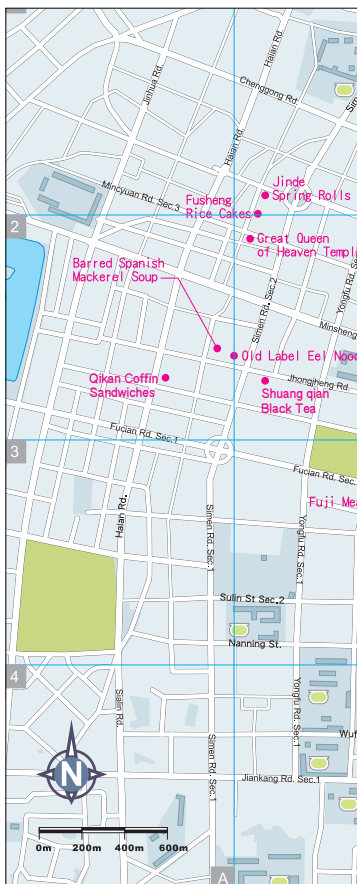 Haian Rd.
Jinhua Rd.
Chenggong Rd
Haian Rd.
Jinde
Spring Rolls
Mincyuan Rd. Sec.3
Fusheng
Rice Cakes
2
Great Queen
of Heaven Templ
Barred Spanish
Mackerel Soup
Simen Rd. Sec.2
Minsheng
Old Label Eel Nood
Jhongjheng Rd.
Qikan Coffin
Sandwiches
Shuang qian
Black Tea
Fucian Rd. Sec.1
3
Fucian Rd. Sec.
Haian Rd.
Simen Rd. Sec.1
Fuji Mea
Yongfu Rd. Sec.1
Sulin St Sec.2
Nanning St.
4
Sialin Rd.
Simen Rd. Sec.1
Yongfu Rd. Sec.1
Wuf
N
Jiankang Rd. Sec.1
0m 200m 400m 600m
A